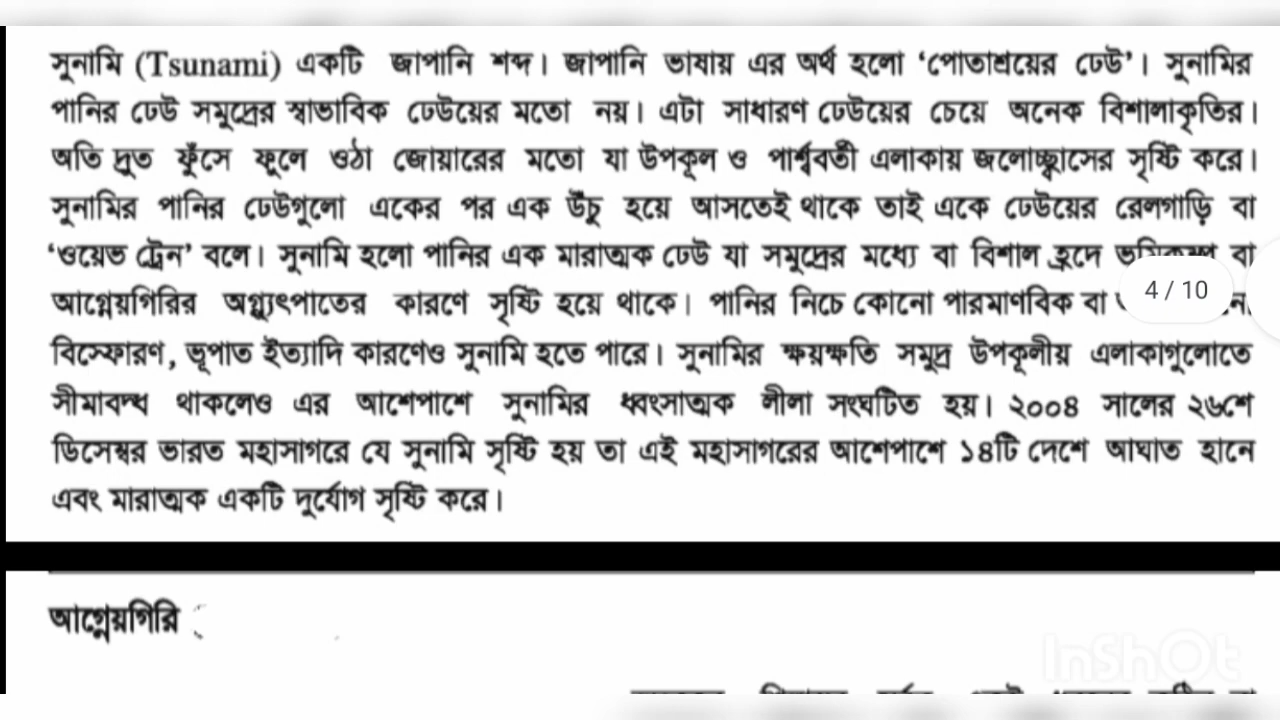 সুনামি (Tsunami) একটি জাপানি শব্দ। জাপানি ভাষায় এর অর্থ হলো ‘পোতাশ্রয়ের ঢেউ’। সুনামির
পানির ঢেউ সমুদ্রের স্বাভাবিক ঢেউয়ের মতো নয়। এটা সাধারণ ঢেউয়ের চেয়ে অনেক বিশালাকৃতির।
অতি দ্রুত ফুঁসে ফুলে ওঠা জোয়ারের মতো যা উপকূল ও পার্শ্ববর্তী এলাকায় জলোচ্ছ্বাসের সৃষ্টি করে।
সুনামির পানির ঢেউগুলো একের পর এক উঁচু হয়ে আসতেই থাকে তাই একে ঢেউয়ের রেলগাড়ি বা
‘ওয়েভ ট্রেন’ বলে। সুনামি হলো পানির এক মারাত্মক ঢেউ যা সমুদ্রের মধ্যে বা বিশাল হ্রদে ভূমিকম্প বা
আগ্নেয়গিরির অগ্ন্যুৎপাতের কারণে সৃষ্টি হয়ে থাকে। পানির নিচে কোনো পারমাণবিক বা
4 / 10
বিস্ফোরণ, ভূপাত ইত্যাদি কারণেও সুনামি হতে পারে। সুনামির ক্ষয়ক্ষতি সমুদ্র উপকূলীয় এলাকাগুলোতে
সীমাবদ্ধ থাকলেও এর আশেপাশে সুনামির ধ্বংসাত্মক লীলা সংঘটিত হয়। ২০০৪ সালের ২৬শে
ডিসেম্বর ভারত মহাসাগরে যে সুনামি সৃষ্টি হয় তা এই মহাসাগরের আশেপাশে ১৪টি দেশে আঘাত হানে
এবং মারাত্মক একটি দুর্যোগ সৃষ্টি করে।
আগ্নেয়গিরি
InShOt